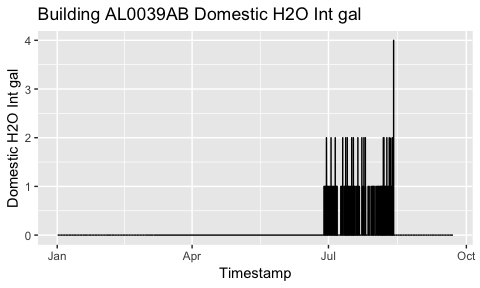 Building AL0039AB Domestic H2O Int gal
Domestic H2O Int gal
4
3
2
1
0
Jan Apr Jul Oct
Timestamp